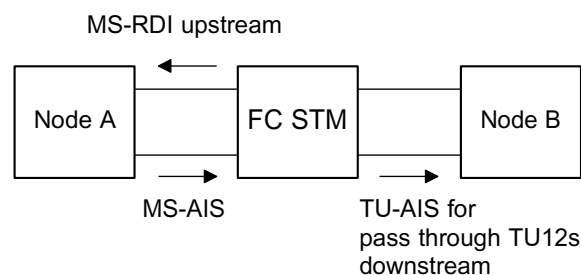 MS-RDI upstream
Node A
FC STM
Node B
MS-AIS
TU-AIS for
pass through TU12s
downstream